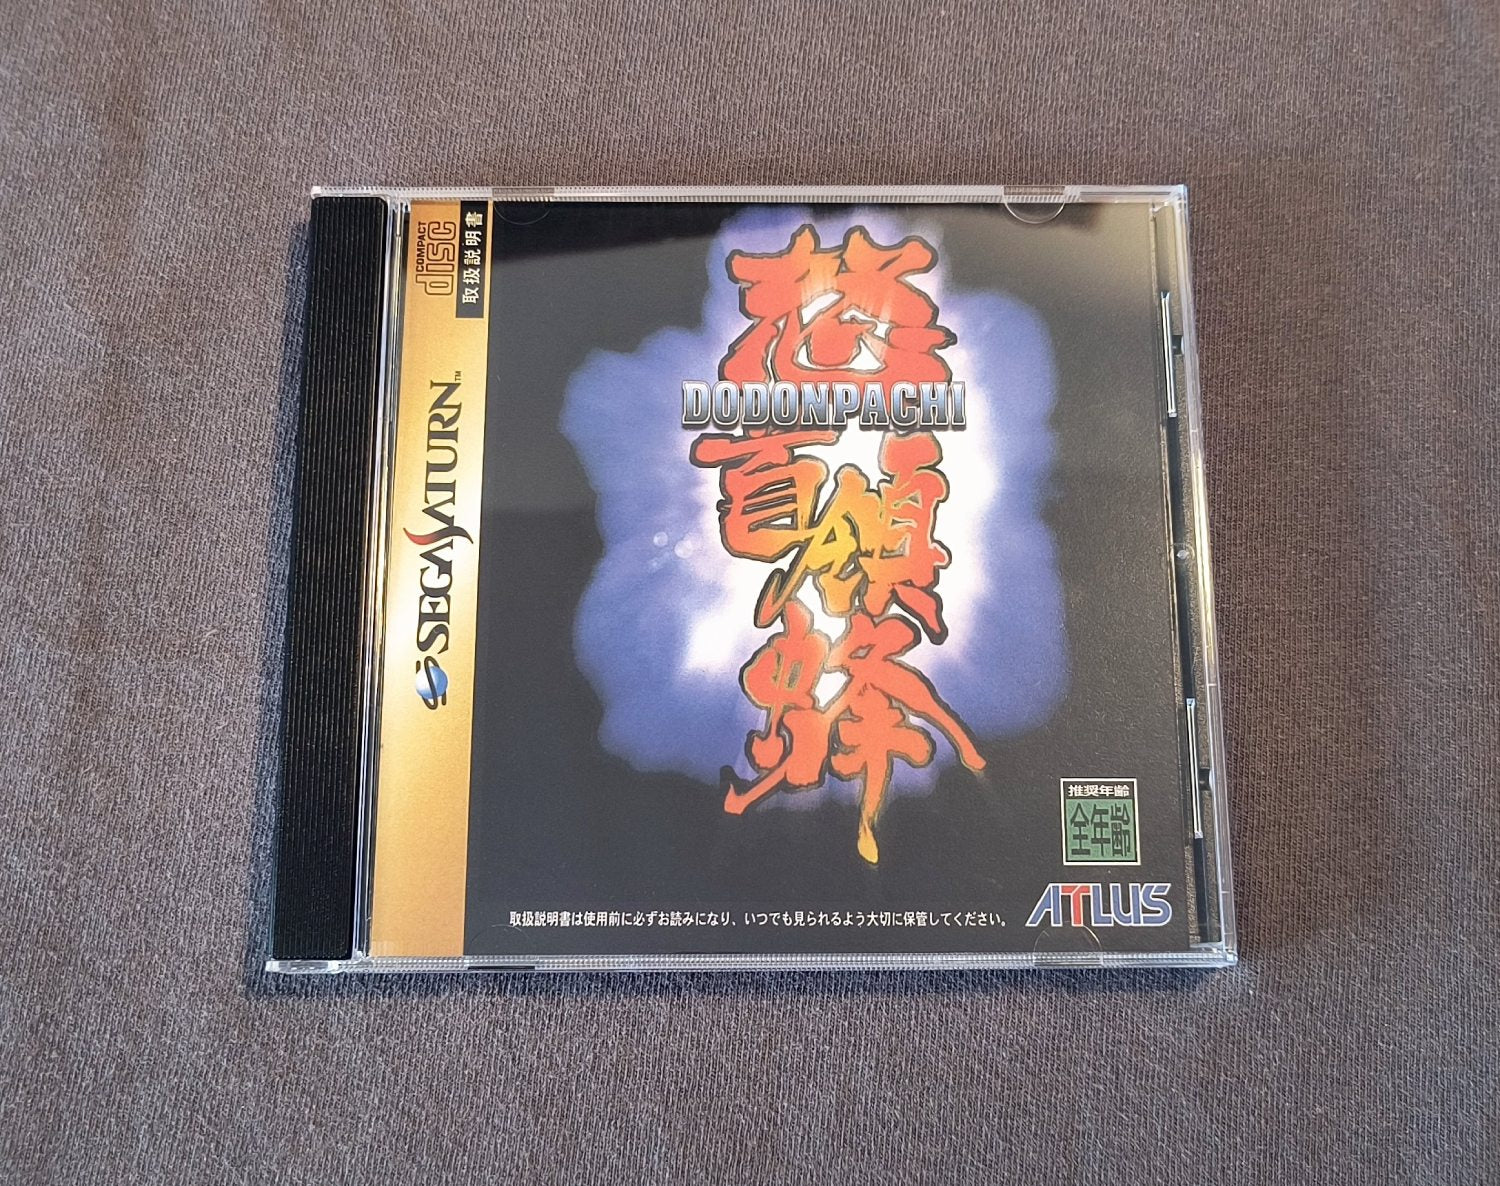 COMPACT
disc
取扱説明書
SEGA SATURN™
怒
DODONPACHI
首領
蜂
推奨年齢
全年齢
ATLUS
取扱説明書は使用前に必ずお読みになり、いつでも見られるよう大切に保管してください。